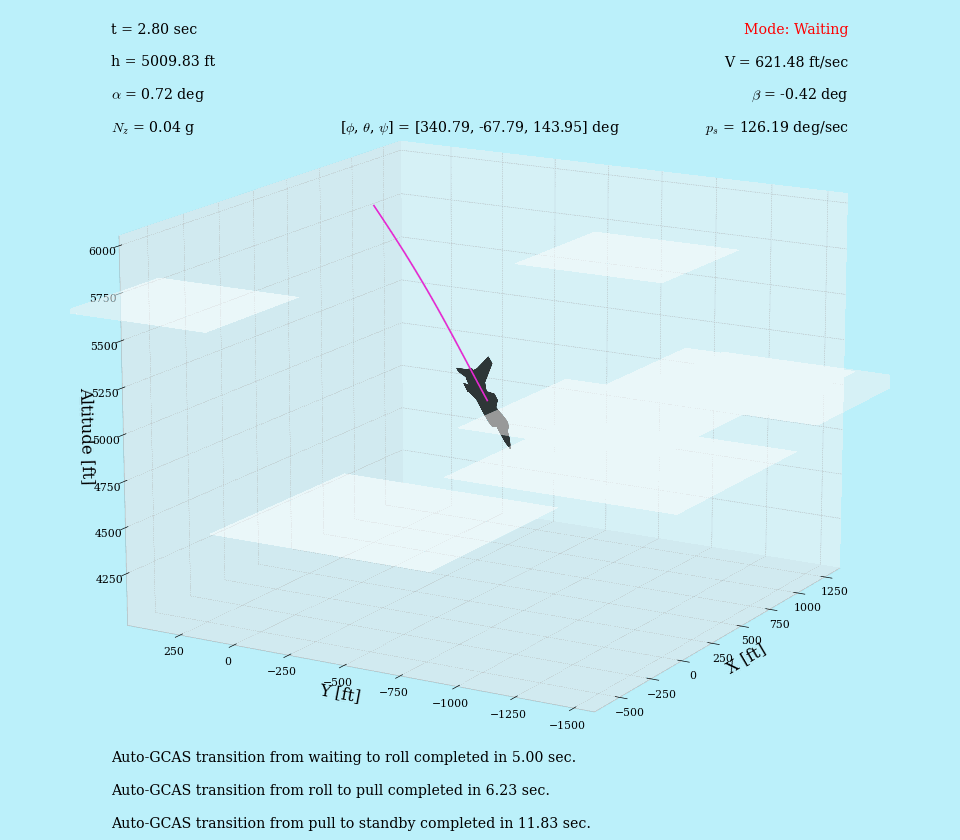 t = 2.80 sec
Mode: Waiting
h = 5009.83 ft
V = 621.48 ft/sec
α = 0.72 deg
β = -0.42 deg
N_z = 0.04 g
[ϕ, θ, ψ] = [340.79, -67.79, 143.95] deg
p_s = 126.19 deg/sec
6000
5750
5500
5250
5000
4750
4500
4250
Altitude [ft]
250
0
−250
−500
−750
−1000
−1250
−1500
Y [ft]
−500
−250
0
250
500
750
1000
1250
X [ft]
Auto-GCAS transition from waiting to roll completed in 5.00 sec.
Auto-GCAS transition from roll to pull completed in 6.23 sec.
Auto-GCAS transition from pull to standby completed in 11.83 sec.